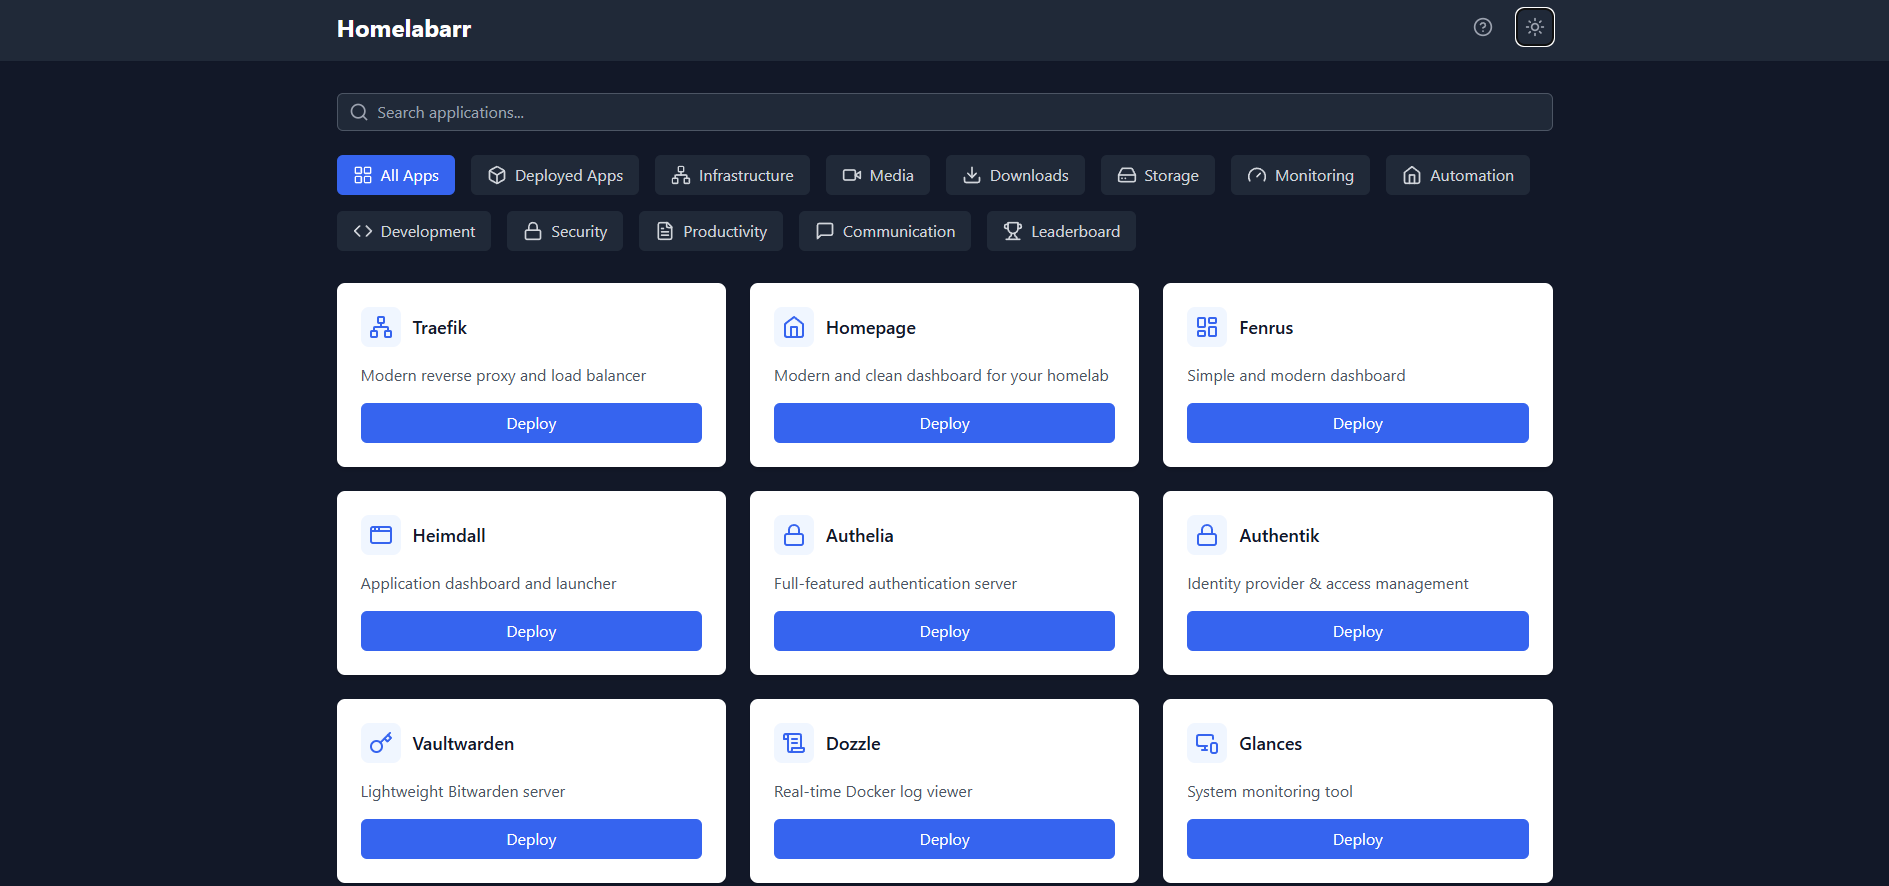 Homelabarr
Search applications...
All Apps Deployed Apps Infrastructure Media Downloads Storage Monitoring Automation
Development Security Productivity Communication Leaderboard
Traefik
Modern reverse proxy and load balancer
Deploy
Homepage
Modern and clean dashboard for your homelab
Deploy
Fenrus
Simple and modern dashboard
Deploy
Heimdall
Application dashboard and launcher
Deploy
Authelia
Full-featured authentication server
Deploy
Authentik
Identity provider & access management
Deploy
Vaultwarden
Lightweight Bitwarden server
Deploy
Dozzle
Real-time Docker log viewer
Deploy
Glances
System monitoring tool
Deploy